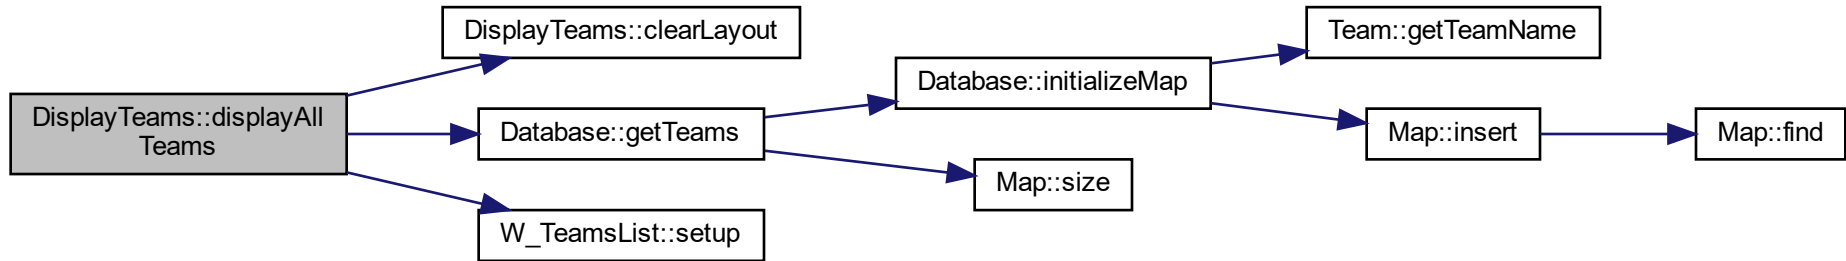 DisplayTeams::displayAll
Teams
DisplayTeams::clearLayout
Database::getTeams
W_TeamsList::setup
Database::initializeMap
Map::size
Team::getTeamName
Map::insert
Map::find